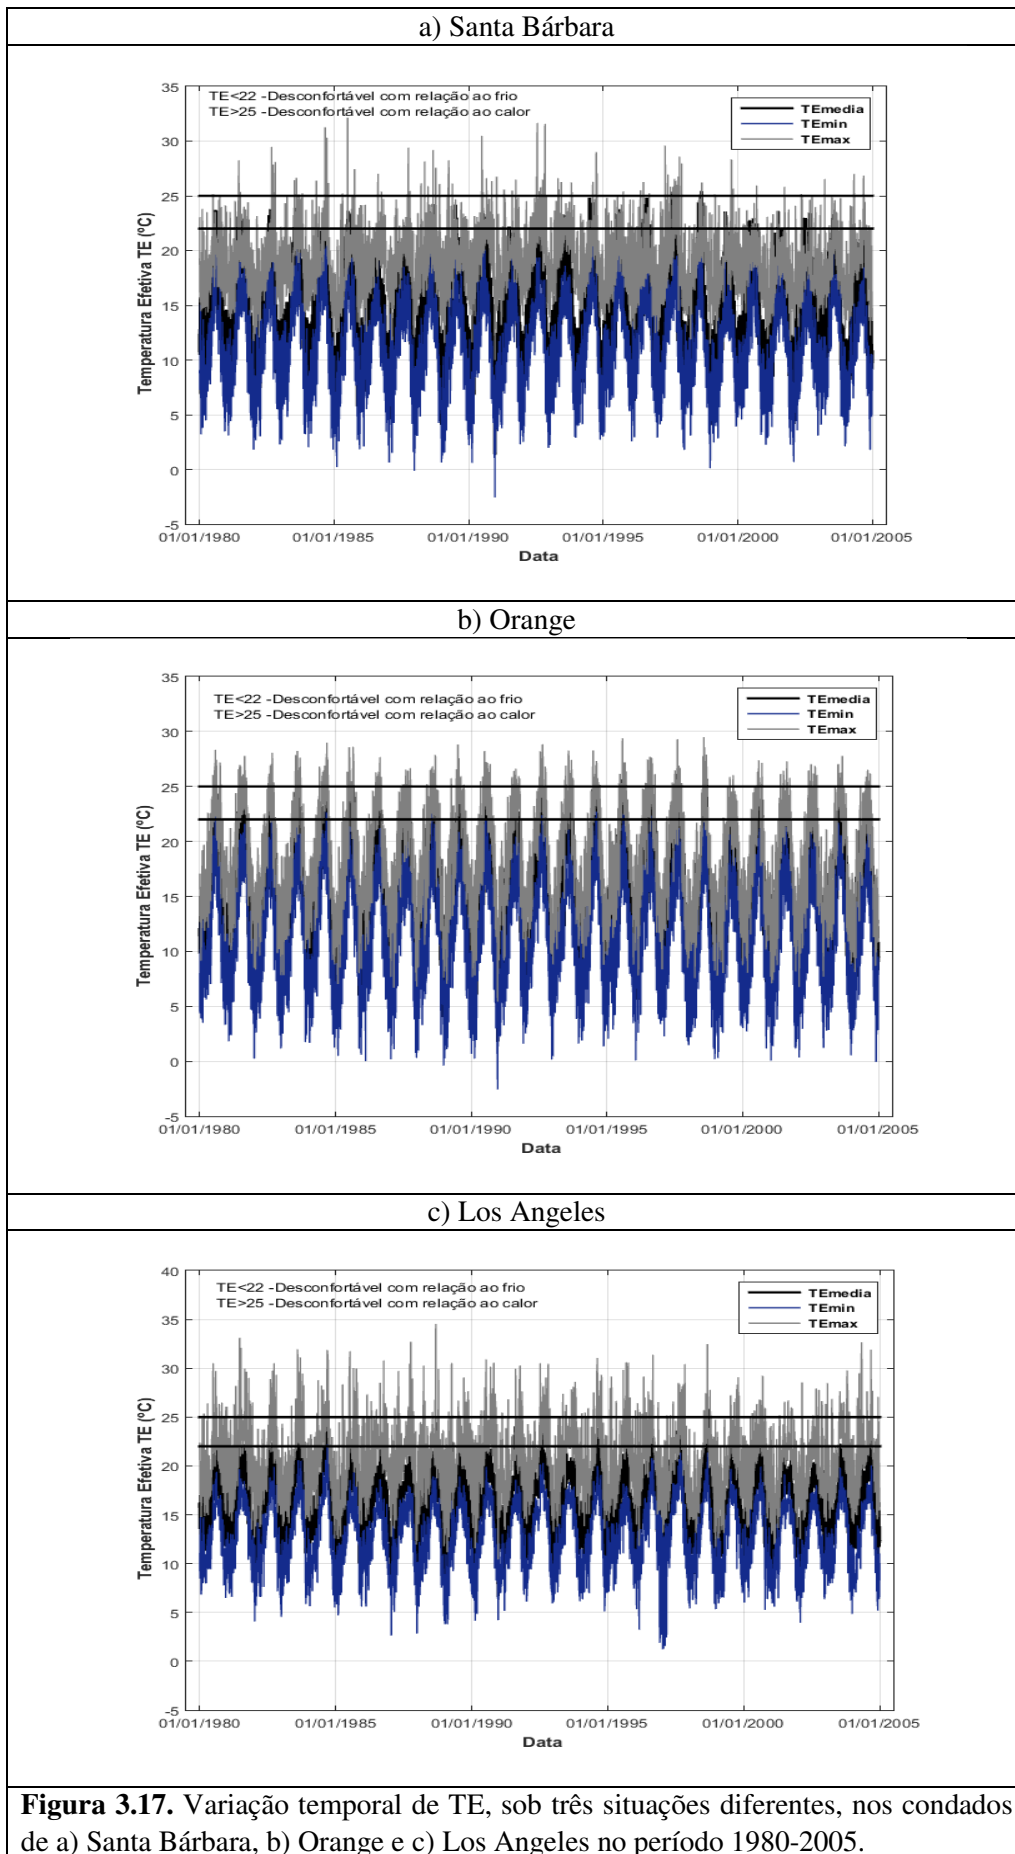 a) Santa Bárbara
TE<22 -Desconfortável com relação ao frio
TE>25 -Desconfortável com relação ao calor
TEmedia
TEmin
TEmax
35
30
25
20
15
10
5
0
-5
Temperatura Efetiva TE (ºC)
01/01/1980 01/01/1985 01/01/1990 01/01/1995 01/01/2000 01/01/2005
Data
b) Orange
TE<22 -Desconfortável com relação ao frio
TE>25 -Desconfortável com relação ao calor
TEmedia
TEmin
TEmax
35
30
25
20
15
10
5
0
-5
Temperatura Efetiva TE (ºC)
01/01/1980 01/01/1985 01/01/1990 01/01/1995 01/01/2000 01/01/2005
Data
c) Los Angeles
TE<22 -Desconfortável com relação ao frio
TE>25 -Desconfortável com relação ao calor
TEmedia
TEmin
TEmax
40
35
30
25
20
15
10
5
0
-5
Temperatura Efetiva TE (ºC)
01/01/1980 01/01/1985 01/01/1990 01/01/1995 01/01/2000 01/01/2005
Data
Figura 3.17. Variação temporal de TE, sob três situações diferentes, nos condados
de a) Santa Bárbara, b) Orange e c) Los Angeles no período 1980-2005.